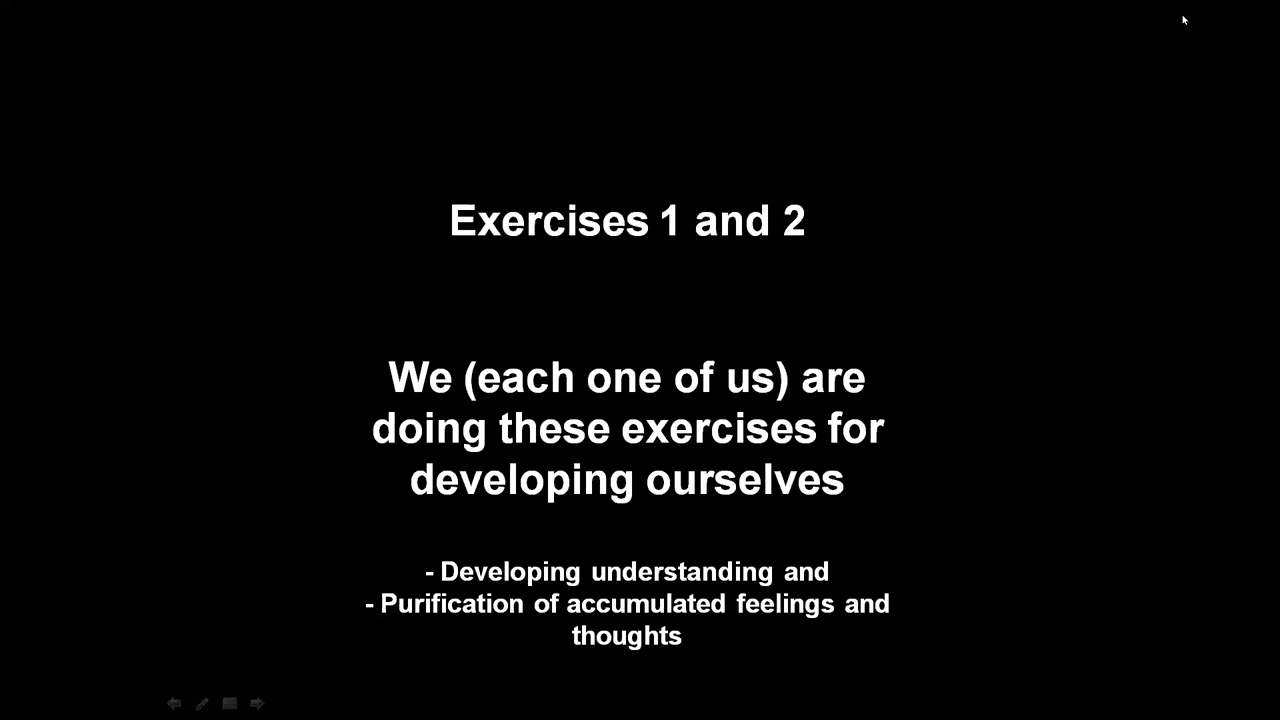 Exercises 1 and 2
We (each one of us) are
doing these exercises for
developing ourselves
- Developing understanding and
- Purification of accumulated feelings and
thoughts